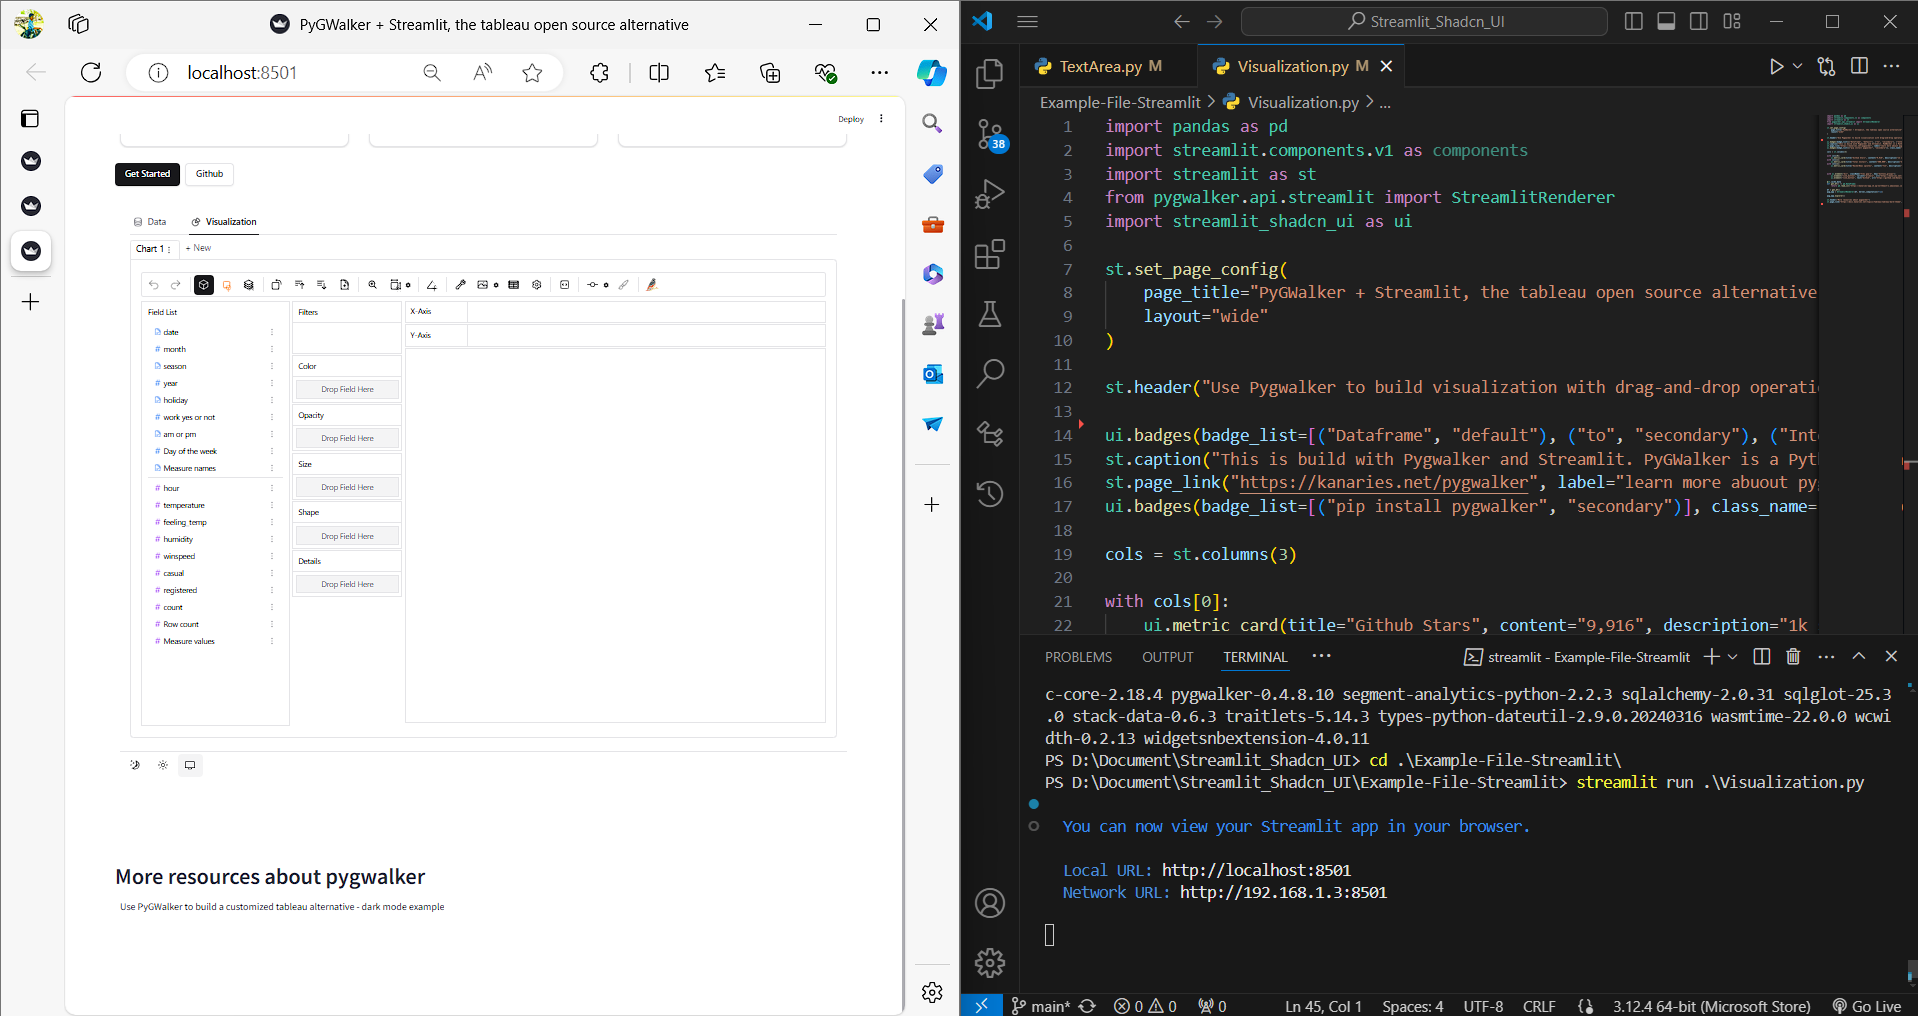 PyGWalker + Streamlit, the tableau open source alternative
localhost:8501
Deploy
Get Started
Github
Data
Visualization
Chart 1
+ New
Field List
date
month
season
year
holiday
work yes or not
am or pm
Day of the week
Measure names
hour
temperature
feeling_temp
humidity
winspeed
casual
registered
count
Row count
Measure values
Filters
Color
Drop Field Here
Opacity
Drop Field Here
Size
Drop Field Here
Shape
Drop Field Here
Details
Drop Field Here
X-Axis
Y-Axis
More resources about pygwalker
Use PyGWalker to build a customized tableau alternative - dark mode example
Streamlit_Shadcn_UI
38
TextArea.py M
Visualization.py M
Example-File-Streamlit > Visualization.py > ...
1 import pandas as pd
2 import streamlit.components.v1 as components
3 import streamlit as st
4 from pygwalker.api.streamlit import StreamlitRenderer
5 import streamlit_shadcn_ui as ui
6
7 st.set_page_config(
8 page_title="PyGWalker + Streamlit, the tableau open source alternative
9 layout="wide"
10 )
11
12 st.header("Use Pygwalker to build visualization with drag-and-drop operati
13
14 ui.badges(badge_list=[("Dataframe", "default"), ("to", "secondary"), ("Int
15 st.caption("This is build with Pygwalker and Streamlit. PyGWalker is a Pyt
16 st.page_link("https://kanaries.net/pygwalker", label="learn more abuout py
17 ui.badges(badge_list=[("pip install pygwalker", "secondary")], class_name=
18
19 cols = st.columns(3)
20
21 with cols[0]:
22 ui.metric_card(title="Github Stars", content="9,916", description="1k
PROBLEMS
OUTPUT
TERMINAL
streamlit - Example-File-Streamlit
c-core-2.18.4 pygwalker-0.4.8.10 segment-analytics-python-2.2.3 sqlalchemy-2.0.31 sqlglot-25.3
.0 stack-data-0.6.3 traitlets-5.14.3 types-python-dateutil-2.9.0.20240316 wasmtime-22.0.0 wcwi
dth-0.2.13 widgetsnbextension-4.0.11
PS D:\Document\Streamlit_Shadcn_UI> cd .\Example-File-Streamlit\
PS D:\Document\Streamlit_Shadcn_UI\Example-File-Streamlit> streamlit run .\Visualization.py
You can now view your Streamlit app in your browser.
Local URL: http://localhost:8501
Network URL: http://192.168.1.3:8501
main*
0
0
0
Ln 45, Col 1
Spaces: 4
UTF-8
CRLF
3.12.4 64-bit (Microsoft Store)
Go Live